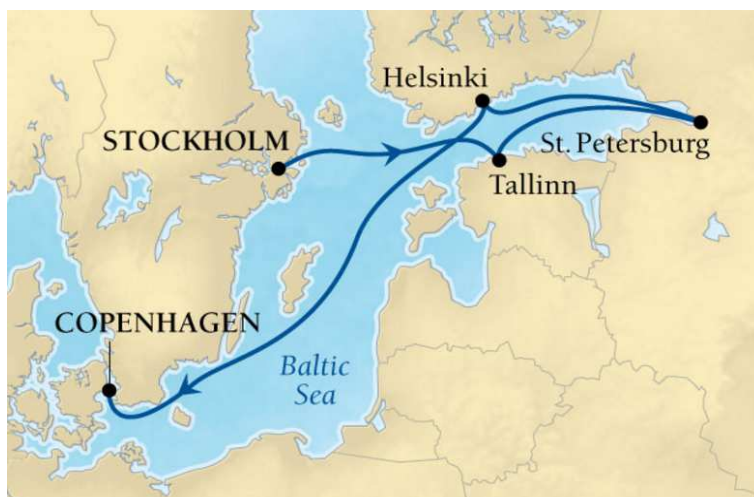 Helsinki
STOCKHOLM
St. Petersburg
Tallinn
COPENHAGEN
Baltic
Sea